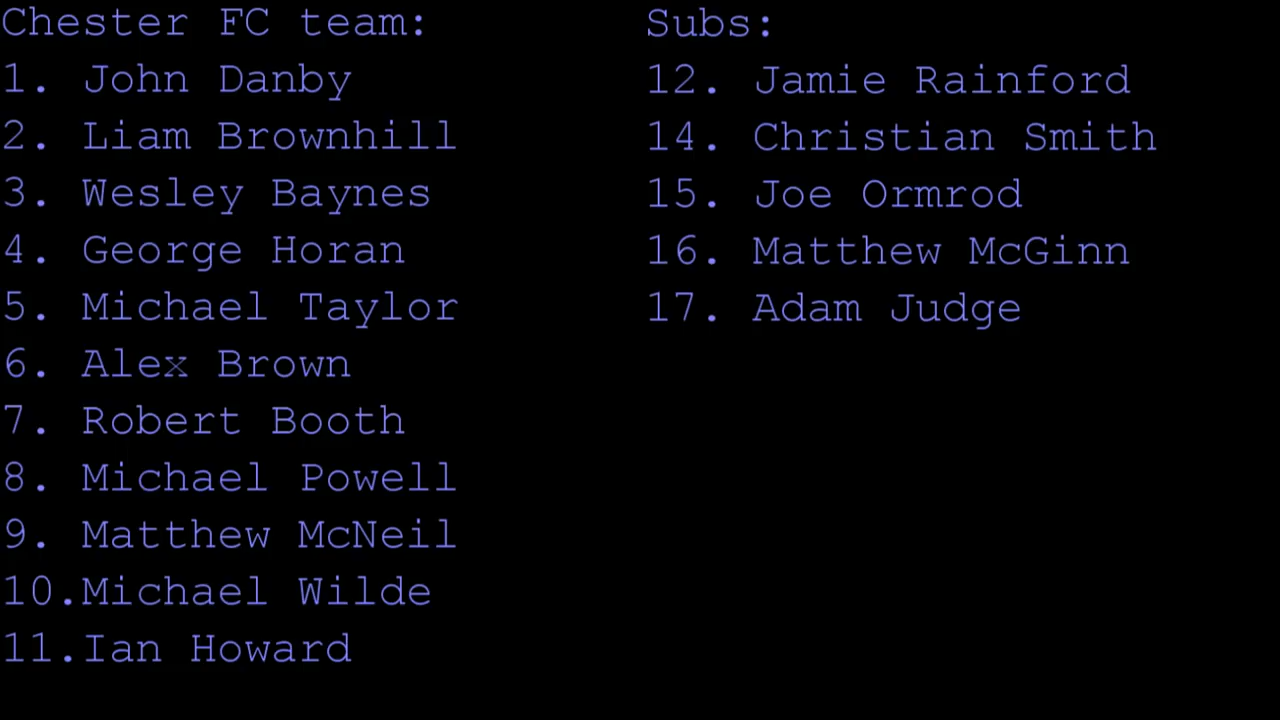 Chester FC team:
1. John Danby
2. Liam Brownhill
3. Wesley Baynes
4. George Horan
5. Michael Taylor
6. Alex Brown
7. Robert Booth
8. Michael Powell
9. Matthew McNeil
10.Michael Wilde
11.Ian Howard
Subs:
12. Jamie Rainford
14. Christian Smith
15. Joe Ormrod
16. Matthew McGinn
17. Adam Judge